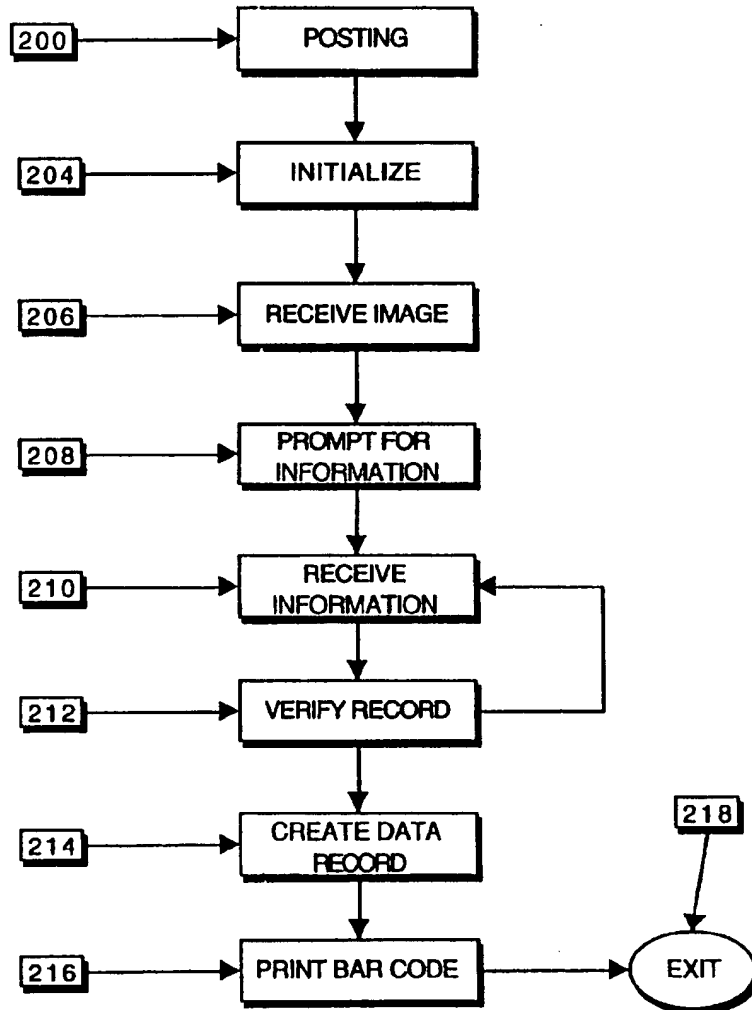 200
POSTING
204
INITIALIZE
206
RECEIVE IMAGE
208
PROMPT FOR
INFORMATION
210
RECEIVE
INFORMATION
212
VERIFY RECORD
214
CREATE DATA
RECORD
218
216
PRINT BAR CODE
EXIT